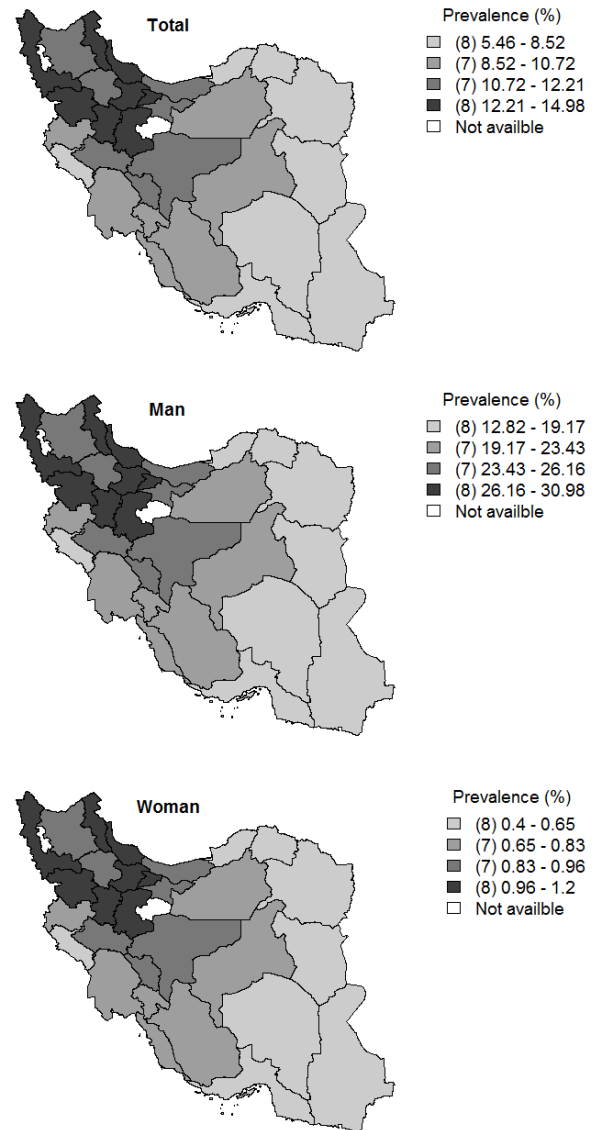 Total
Prevalence (%)
(8) 5.46 - 8.52
(7) 8.52 - 10.72
(7) 10.72 - 12.21
(8) 12.21 - 14.98
Not availble
Man
Prevalence (%)
(8) 12.82 - 19.17
(7) 19.17 - 23.43
(7) 23.43 - 26.16
(8) 26.16 - 30.98
Not availble
Woman
Prevalence (%)
(8) 0.4 - 0.65
(7) 0.65 - 0.83
(7) 0.83 - 0.96
(8) 0.96 - 1.2
Not availble